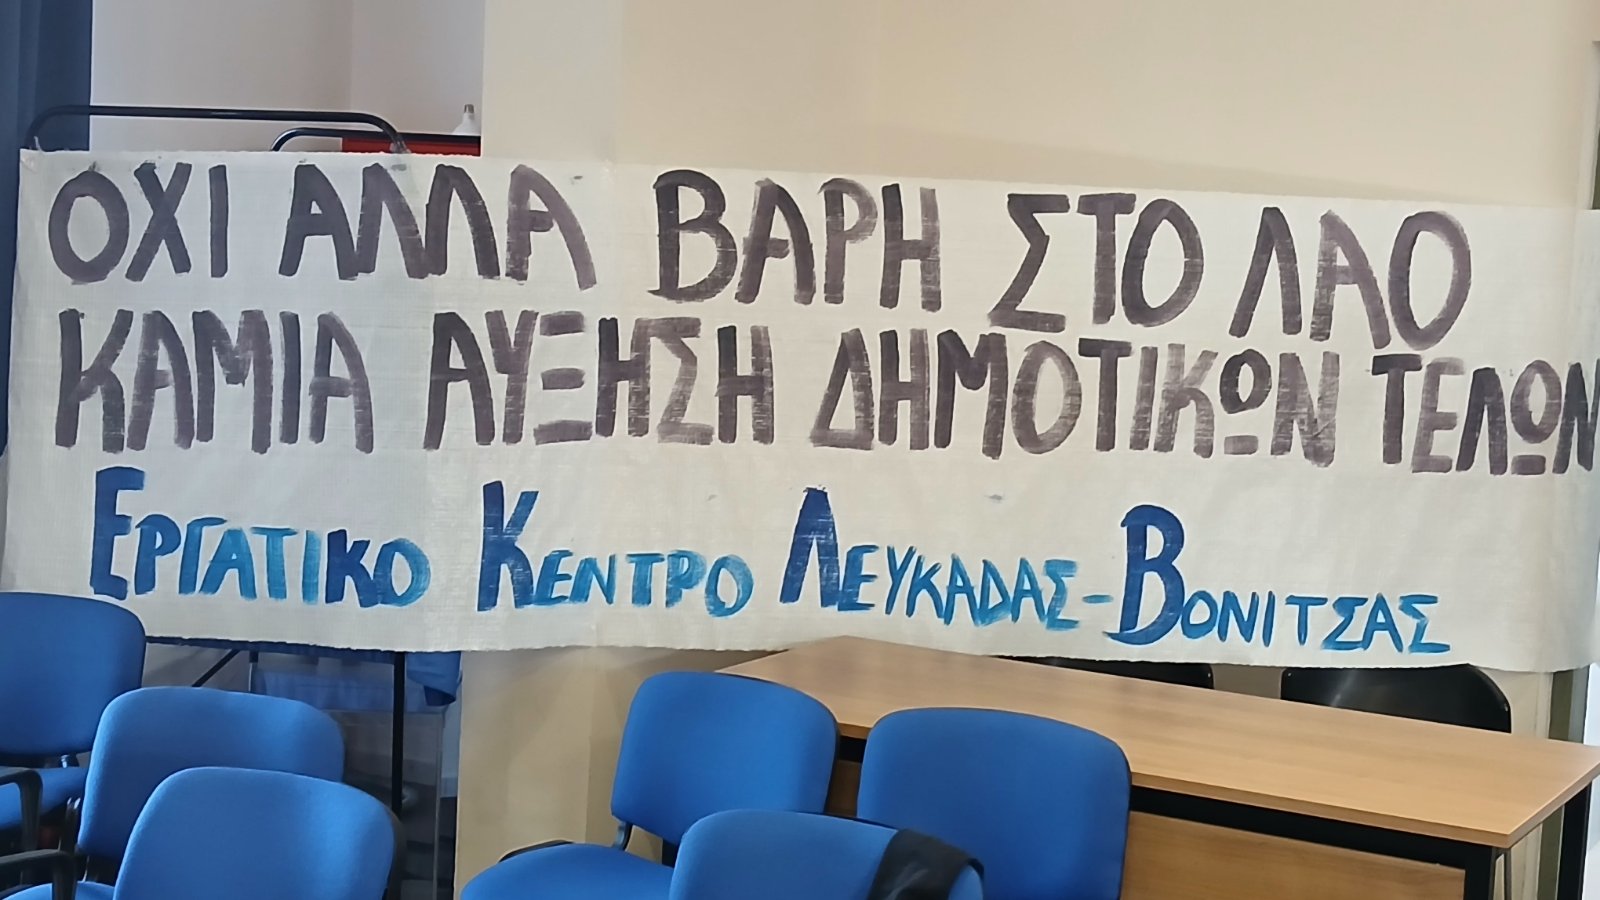 ΟΧΙ ΑΛΛΑ ΒΑΡΗ ΣΤΟ ΛΑΟ
ΚΑΜΙΑ ΑΥΞΗΣΗ ΔΗΜΟΤΙΚΩΝ ΤΕΛΩΝ
ΕΡΓΑΤΙΚΟ ΚΕΝΤΡΟ ΛΕΥΚΑΔΑΣ-ΒΟΝΙΤΣΑΣ